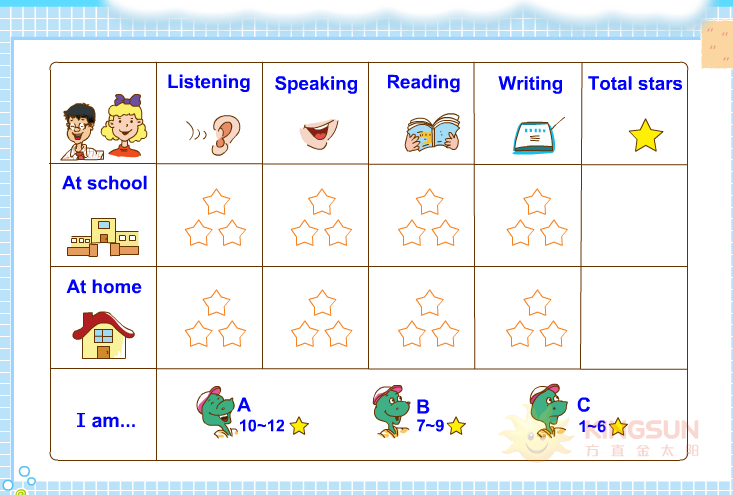 Listening Speaking Reading Writing Total stars
At school
At home
I am...
A
10~12
B
7~9
C
1~6
KINGSUN
方直金太阳